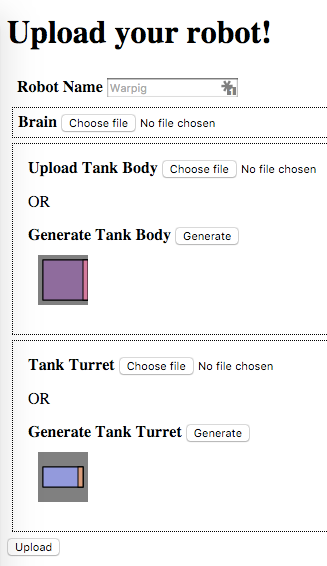 Upload your robot!
Robot Name Warpig
Brain Choose file No file chosen
Upload Tank Body Choose file No file chosen
OR
Generate Tank Body Generate
Tank Turret Choose file No file chosen
OR
Generate Tank Turret Generate
Upload